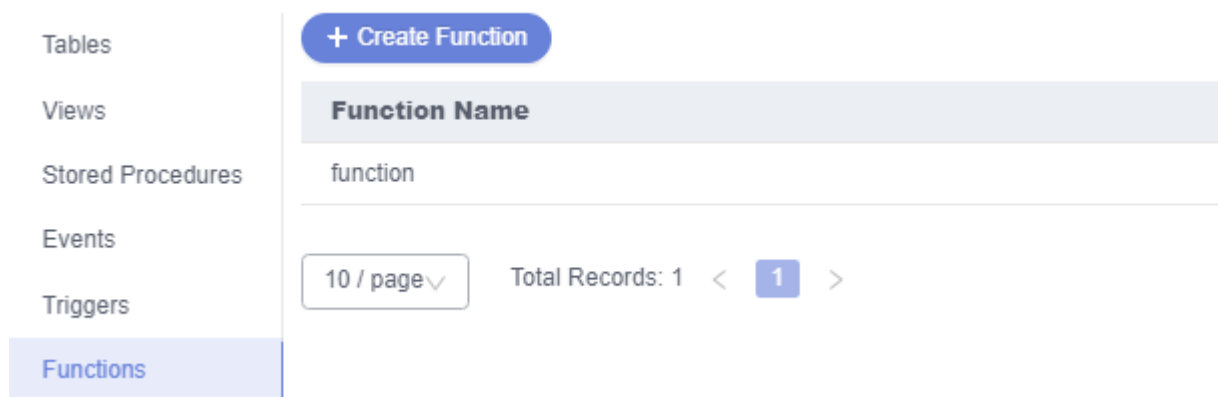 Tables
Views
Stored Procedures
Events
Triggers
Functions
+ Create Function
Function Name
function
10 / page
Total Records: 1 < 1 >